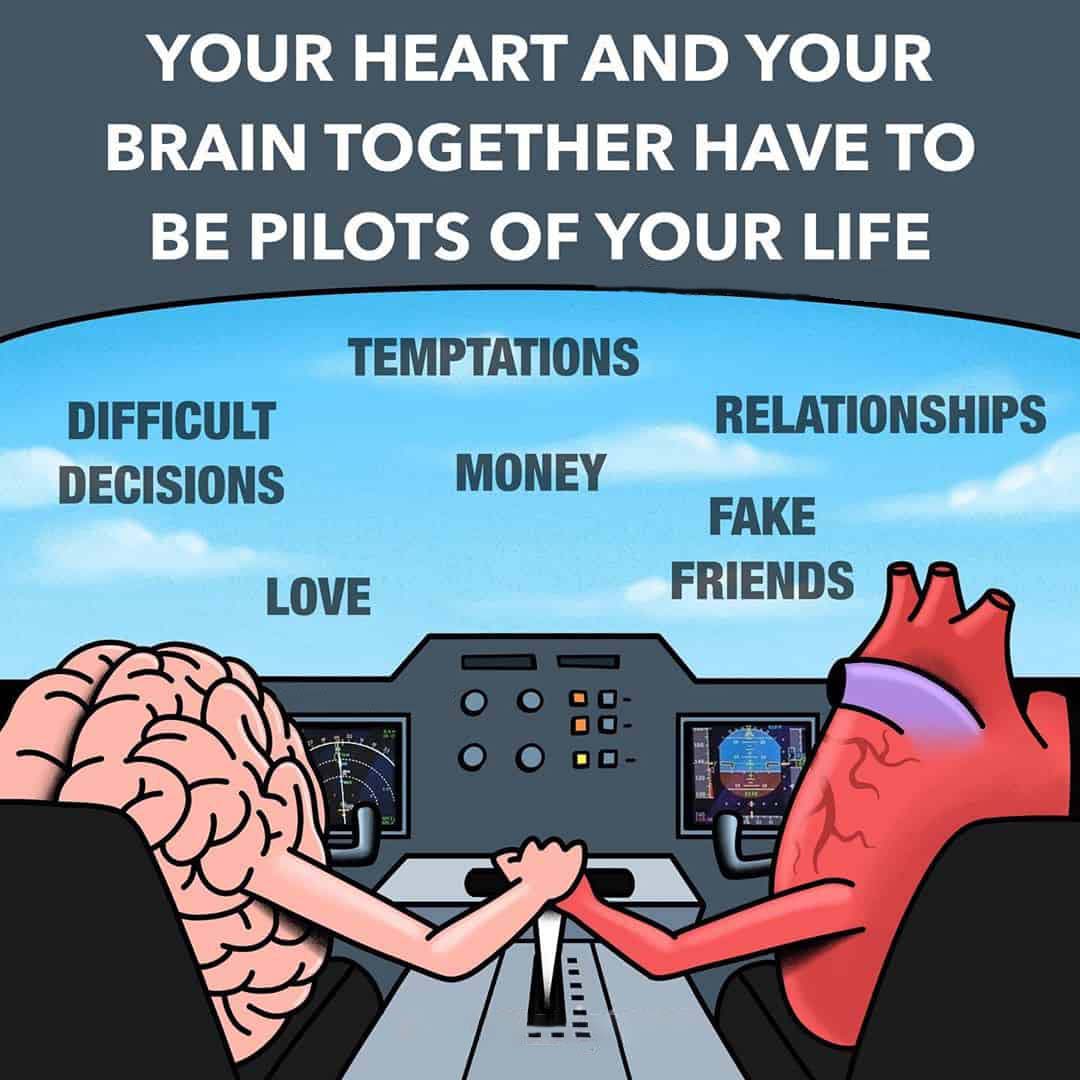 YOUR HEART AND YOUR
BRAIN TOGETHER HAVE TO
BE PILOTS OF YOUR LIFE
TEMPTATIONS
DIFFICULT
DECISIONS
RELATIONSHIPS
MONEY
FAKE
FRIENDS
LOVE